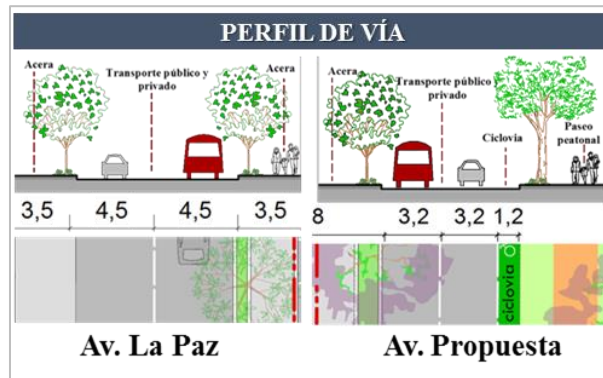 PERFIL DE VÍA
Acera
Transporte público y
privado
Acera
3,5 4,5 4,5 3,5
Av. La Paz
Acera
Transporte público
privado
Ciclovia
Paseo
peatonal
8 3,2 3,2 1,2
ciclovia
Av. Propuesta